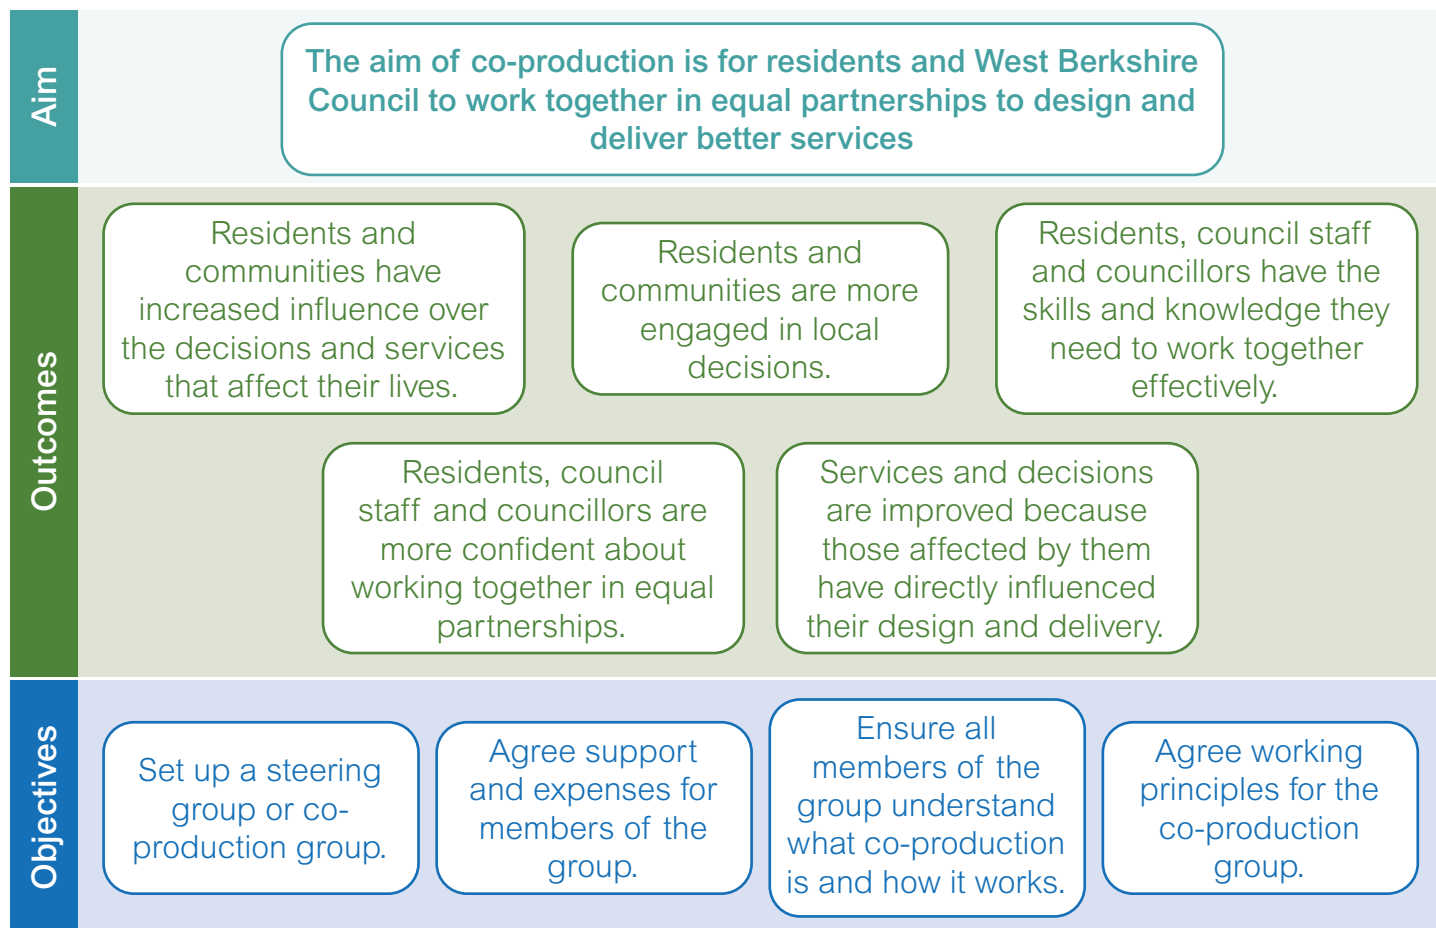 Aim
The aim of co-production is for residents and West Berkshire
Council to work together in equal partnerships to design and
deliver better services
Outcomes
Residents and
communities have
increased influence over
the decisions and services
that affect their lives.
Residents and
communities are more
engaged in local
decisions.
Residents, council staff
and councillors have the
skills and knowledge they
need to work together
effectively.
Residents, council
staff and councillors are
more confident about
working together in equal
partnerships.
Services and decisions
are improved because
those affected by them
have directly influenced
their design and delivery.
Objectives
Set up a steering
group or co-
production group.
Agree support
and expenses for
members of the
group.
Ensure all
members of the
group understand
what co-production
is and how it works.
Agree working
principles for the
co-production
group.